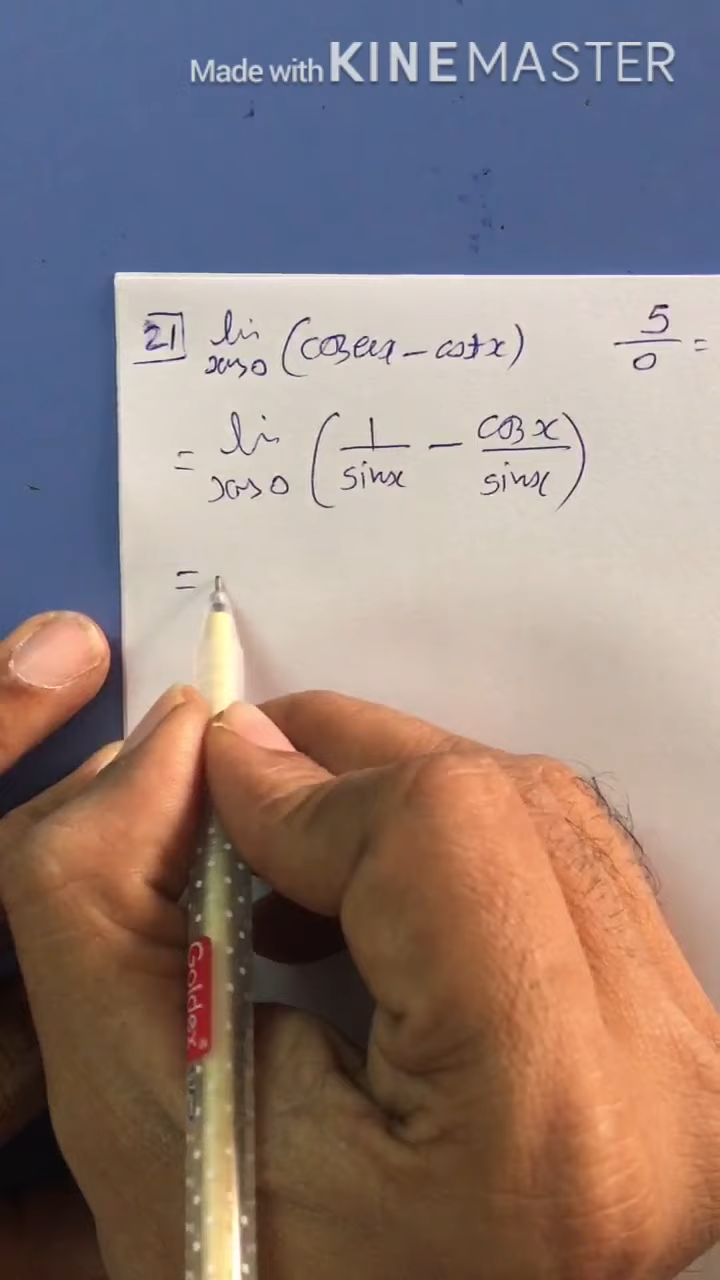 Made with KINEMASTER
21 lim x→0 (cosecx - cotx)
5/0 =
= lim x→0 (1/sinx - cosx/sinx)
=
Goldex